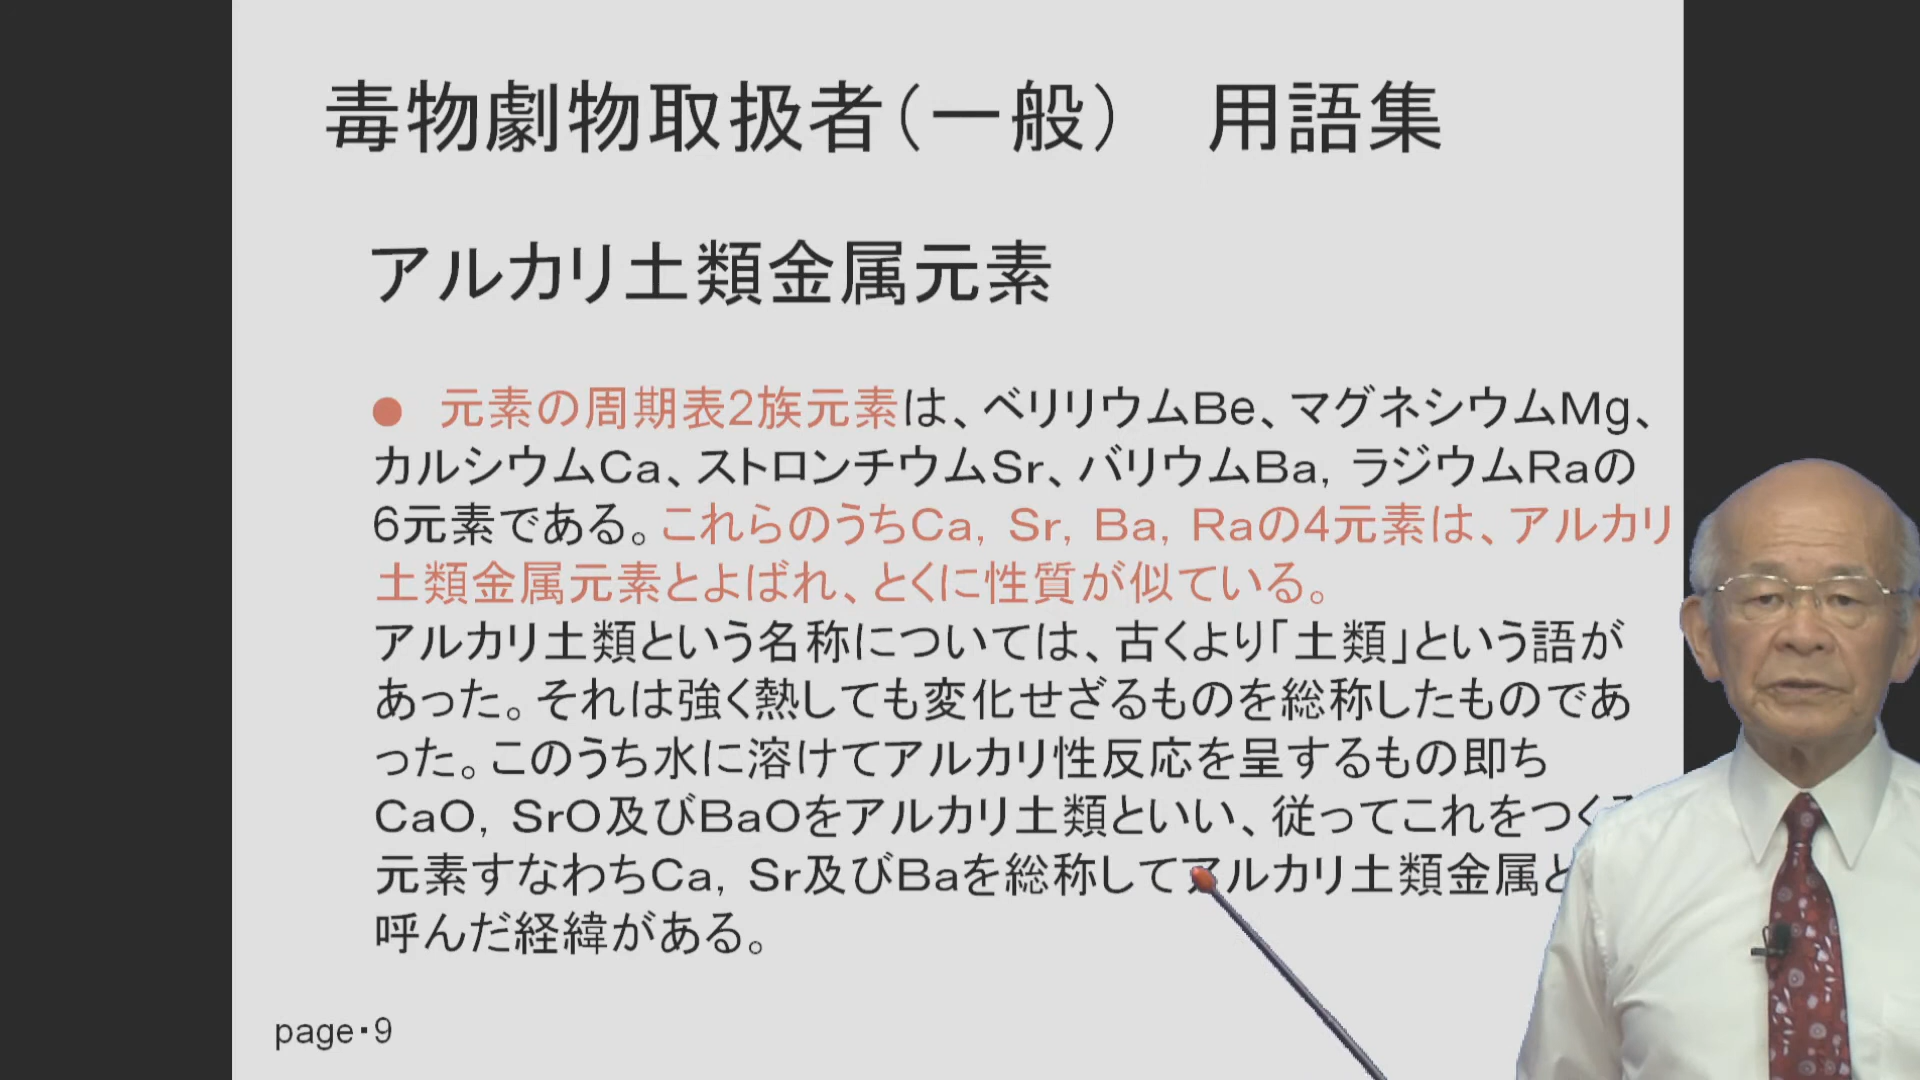 毒物劇物取扱者（一般）　用語集
アルカリ土類金属元素
●　元素の周期表2族元素は、ベリリウムBe、マグネシウムMg、
カルシウムCa、ストロンチウムSr、バリウムBa, ラジウムRaの
6元素である。これらのうちCa, Sr, Ba, Raの4元素は、アルカリ
土類金属元素とよばれ、とくに性質が似ている。
アルカリ土類という名称については、古くより「土類」という語が
あった。それは強く熱しても変化せざるものを総称したものであ
った。このうち水に溶けてアルカリ性反応を呈するもの即ち
CaO, SrO及びBaOをアルカリ土類といい、従ってこれをつくる
元素すなわちCa, Sr及びBaを総称してアルカリ土類金属と
呼んだ経緯がある。
page・9